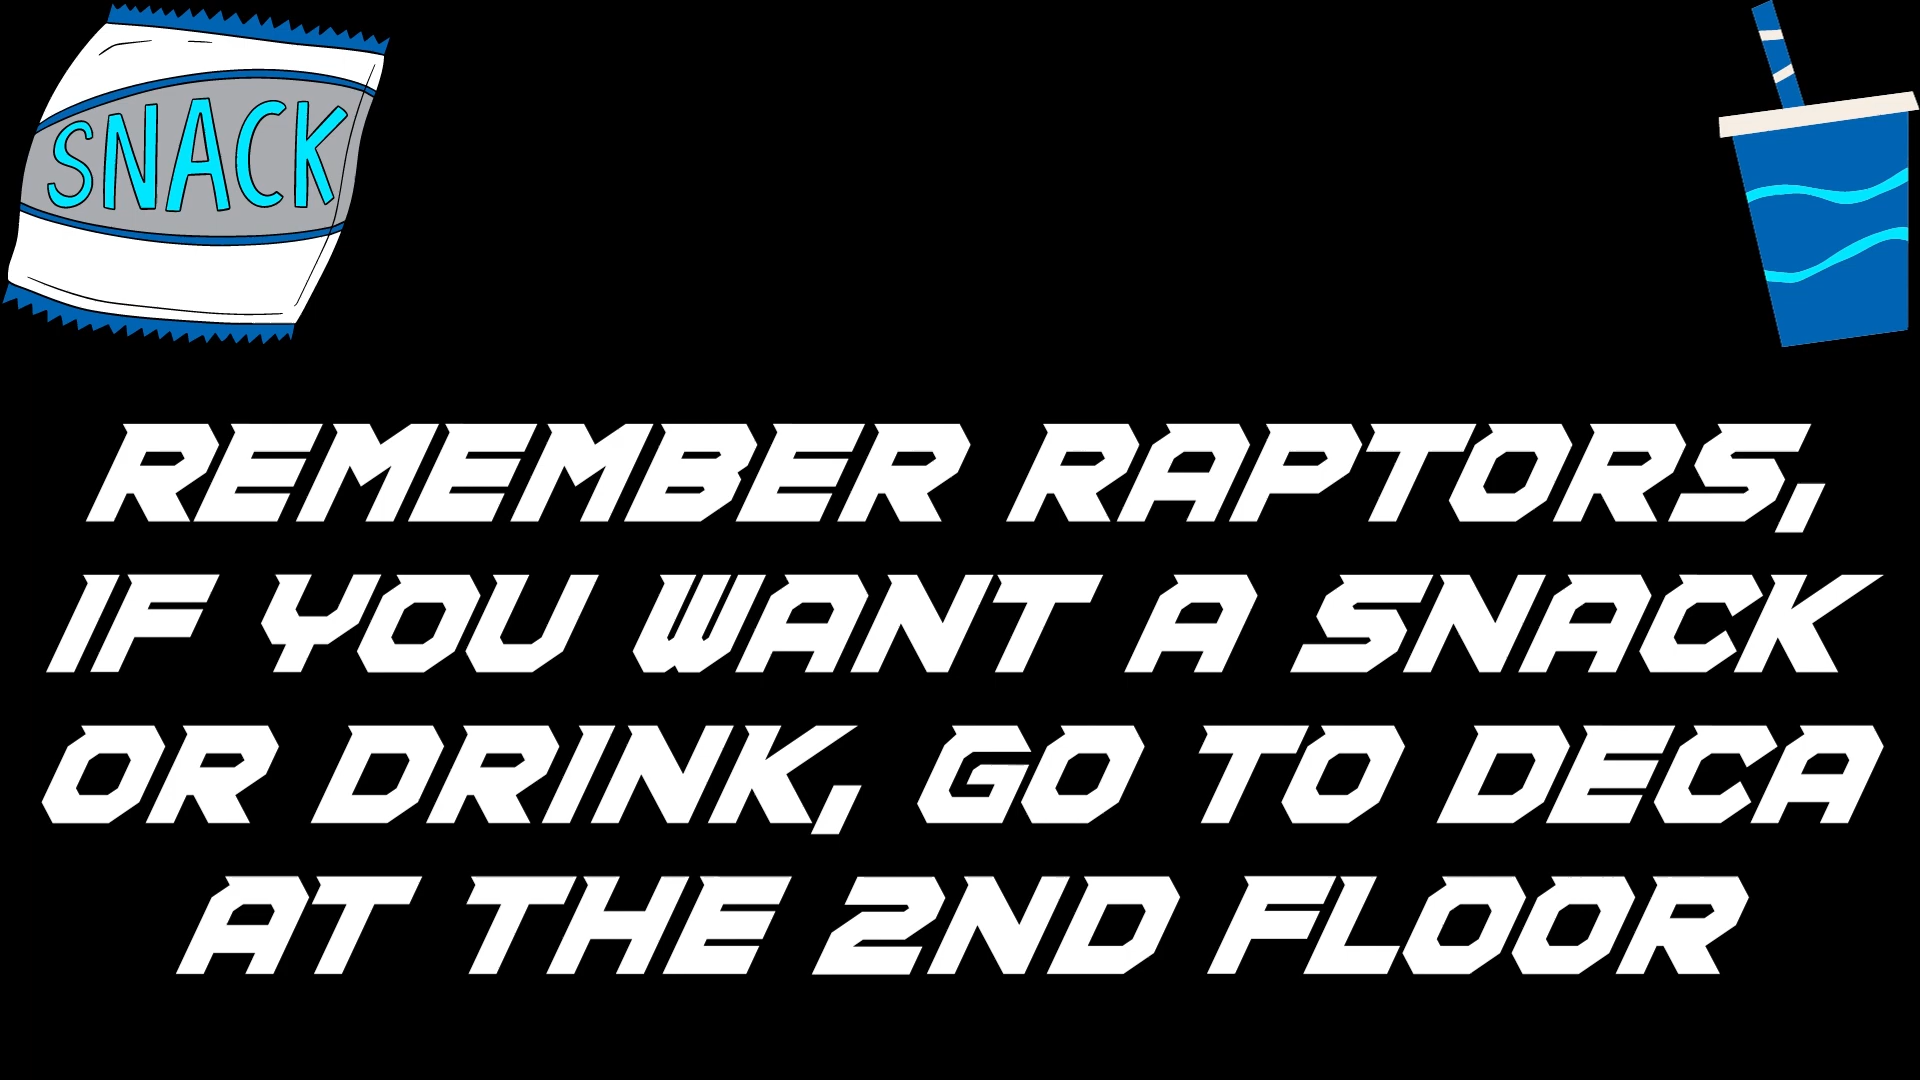 SNACK
REMEMBER RAPTORS,
IF YOU WANT A SNACK
OR DRINK, GO TO DECA
AT THE 2ND FLOOR